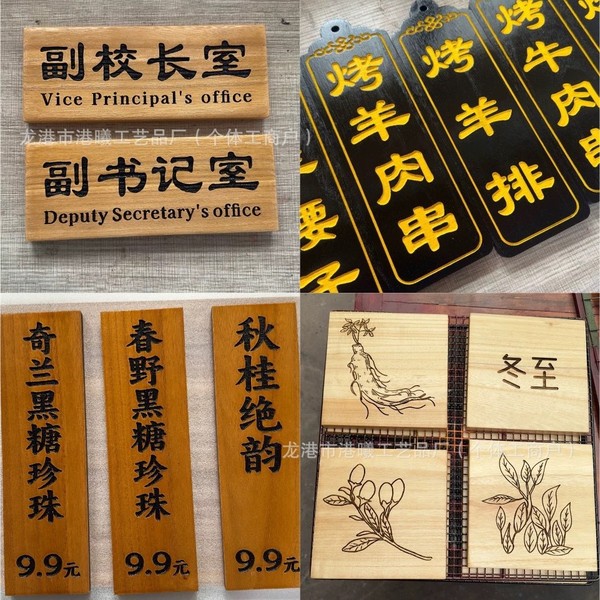 副校长室
Vice Principal's office
副书记室
Deputy Secretary's office
龙港市港曦工艺品厂（个体工商户）
腰子
烤羊肉串
烤羊排
烤牛肉串
奇兰黑糖珍珠
9.9元
春野黑糖珍珠
9.9元
秋桂绝韵
9.9元
冬至
龙港市港曦工艺品厂（个体工商户）